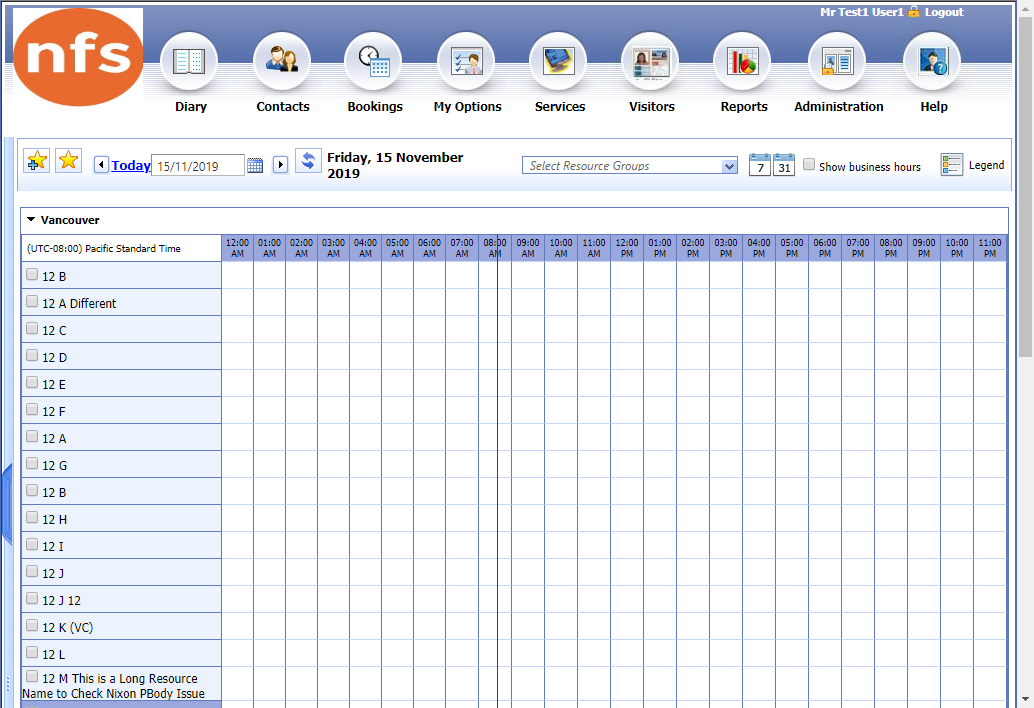 Mr Test1 User1 Logout
nfs
Diary Contacts Bookings My Options Services Visitors Reports Administration Help
Today 15/11/2019 Friday, 15 November
2019
Select Resource Groups 7 31 Show business hours Legend
Vancouver
(UTC-08:00) Pacific Standard Time
12:00 01:00 02:00 03:00 04:00 05:00 06:00 07:00 08:00 09:00 10:00 11:00 12:00 01:00 02:00 03:00 04:00 05:00 06:00 07:00 08:00 09:00 10:00 11:00
AM AM AM AM AM AM AM AM AM AM AM AM PM PM PM PM PM PM PM PM PM PM PM PM
12 B
12 A Different
12 C
12 D
12 E
12 F
12 A
12 G
12 B
12 H
12 I
12 J
12 J 12
12 K (VC)
12 L
12 M This is a Long Resource
Name to Check Nixon PBody Issue